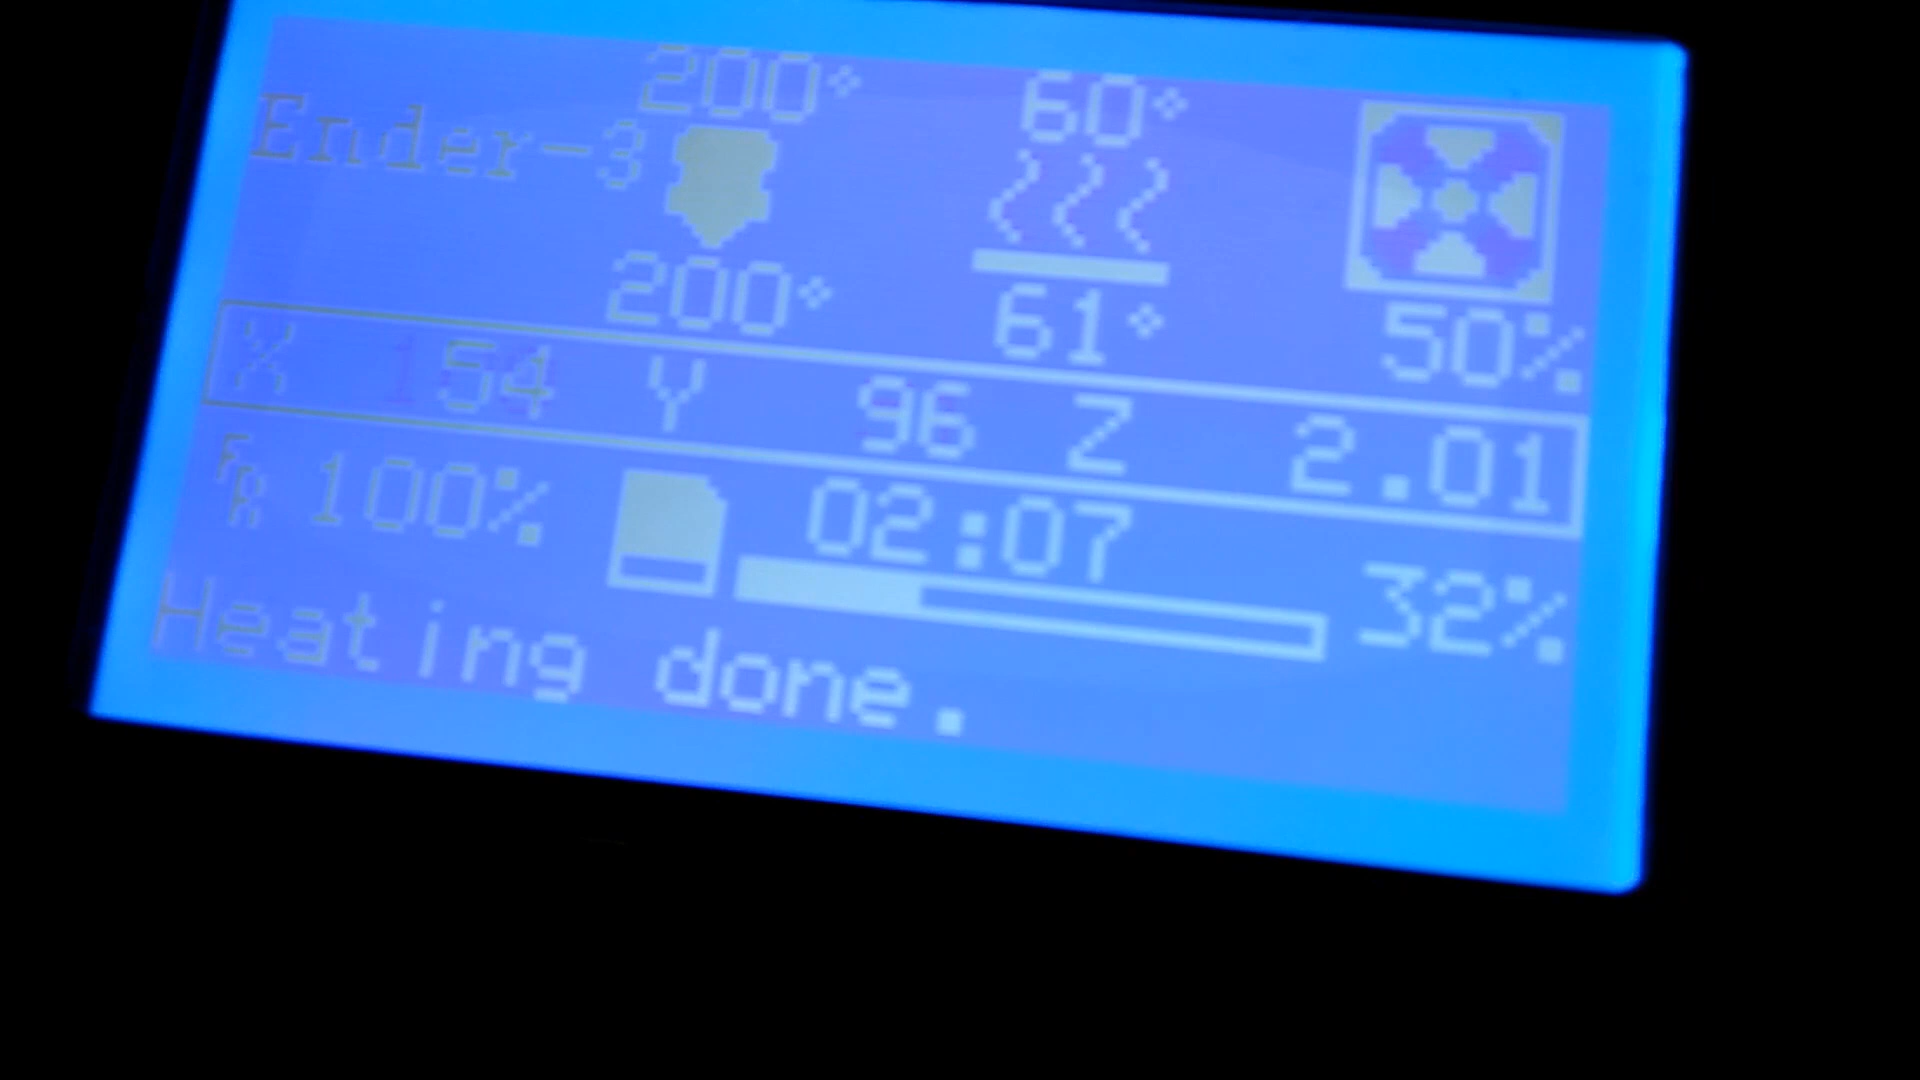 200°
60°
Ender-3
200°
61°
50%
X 154 Y 96 Z 2.01
FR 100%
02:07
32%
Heating done.